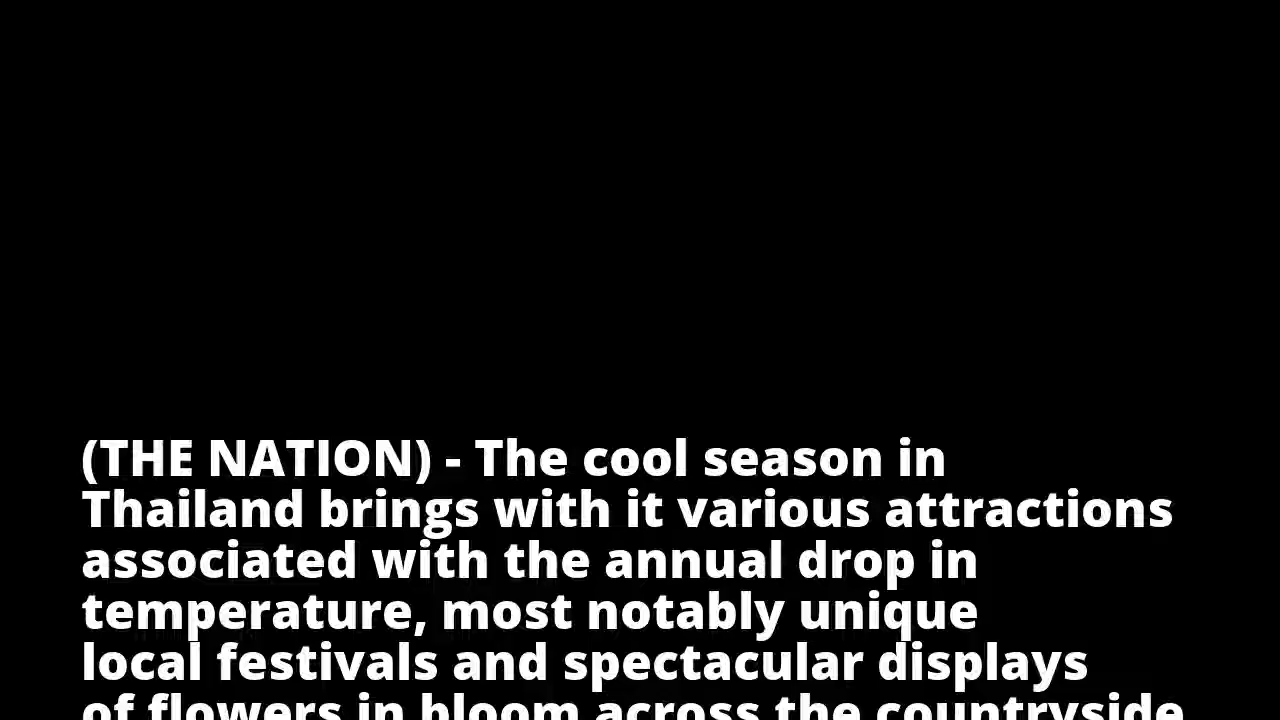 (THE NATION) - The cool season in
Thailand brings with it various attractions
associated with the annual drop in
temperature, most notably unique
local festivals and spectacular displays
of flowers in bloom across the countryside